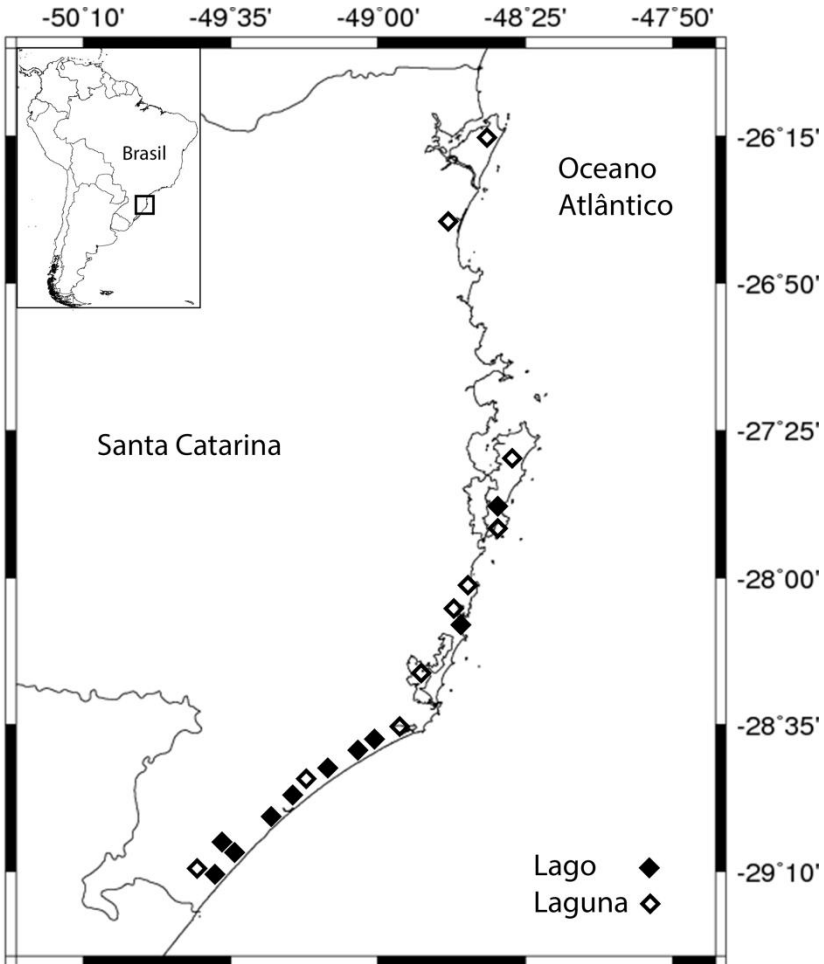 -50˚10' -49˚35' -49˚00' -48˚25' -47˚50'
Brasil
-26˚15'
Oceano
Atlântico
-26˚50'
-27˚25'
Santa Catarina
-28˚00'
-28˚35'
Lago
-29˚10'
Laguna